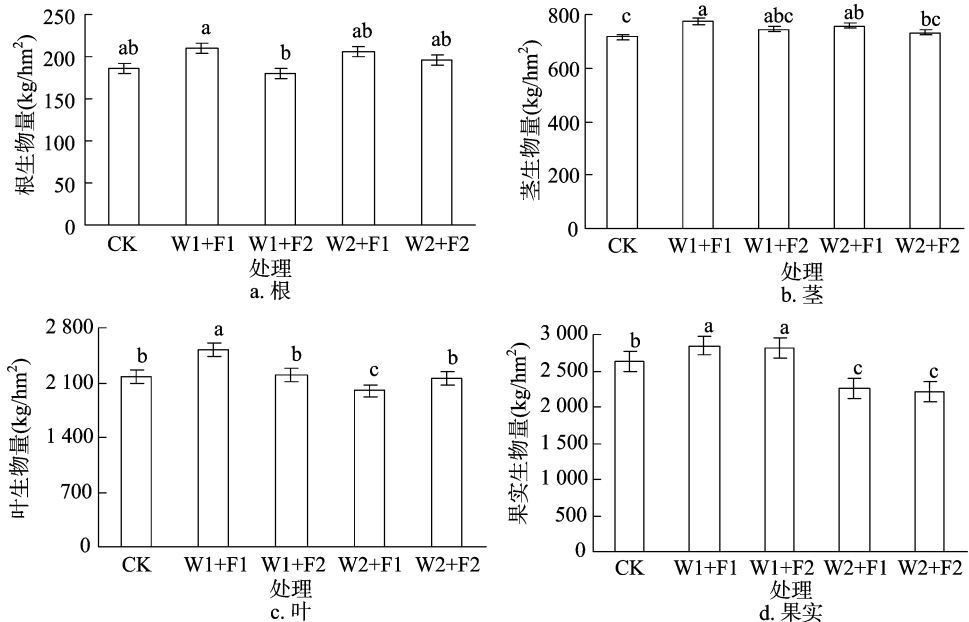 根生物量(kg/hm²)
250
200
150
100
50
0
ab
a
b
ab
ab
CK W1+F1 W1+F2 W2+F1 W2+F2
处理
a. 根
茎生物量(kg/hm²)
800
600
400
200
0
c
a
abc
ab
bc
CK W1+F1 W1+F2 W2+F1 W2+F2
处理
b. 茎
叶生物量(kg/hm²)
2 800
2 100
1 400
700
0
b
a
b
c
b
CK W1+F1 W1+F2 W2+F1 W2+F2
处理
c. 叶
果实生物量(kg/hm²)
3 000
2 500
2 000
1 500
1 000
500
0
b
a
a
c
c
CK W1+F1 W1+F2 W2+F1 W2+F2
处理
d. 果实